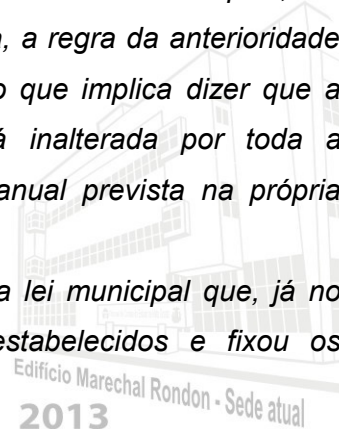 a, a regra da anterioridade
o que implica dizer que a
á inalterada por toda a
anual prevista na própria
a lei municipal que, já no
estabelecidos e fixou os
Edifício Marechal Rondon - Sede atual
2013